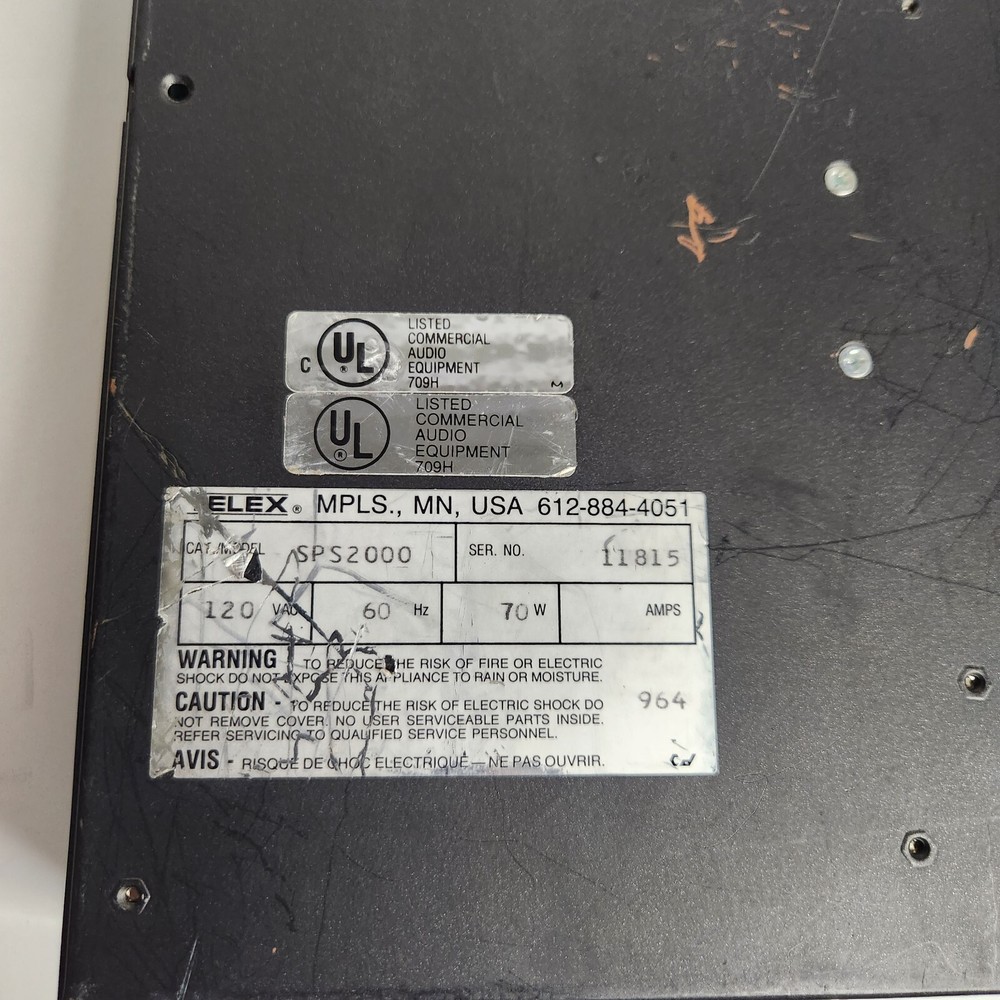 LISTED
COMMERCIAL
AUDIO
C UL ® EQUIPMENT
709H M
LISTED
COMMERCIAL
AUDIO
UL ® EQUIPMENT
709H
ELEX® MPLS., MN, USA 612-884-4051
CAT./MODEL SPS2000 SER. NO. 11815
120 VAC 60 Hz 70 W AMPS
WARNING - TO REDUCE THE RISK OF FIRE OR ELECTRIC
SHOCK DO NOT EXPOSE THIS APPLIANCE TO RAIN OR MOISTURE.
CAUTION - TO REDUCE THE RISK OF ELECTRIC SHOCK DO 964
NOT REMOVE COVER. NO USER SERVICEABLE PARTS INSIDE.
REFER SERVICING TO QUALIFIED SERVICE PERSONNEL.
AVIS - RISQUE DE CHOC ELECTRIQUE—NE PAS OUVRIR.